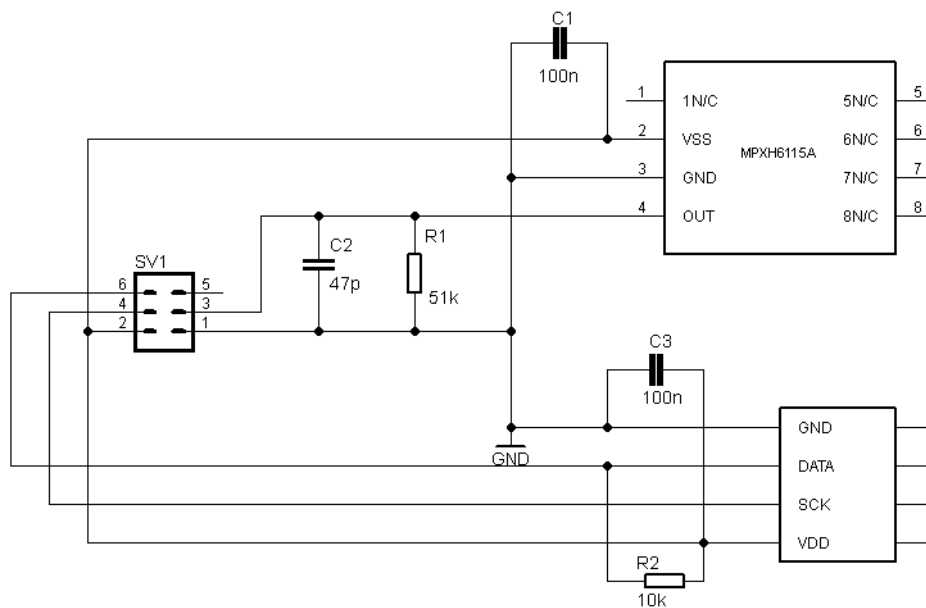 C1
100n
1
1N/C
5N/C
5
2
VSS
6N/C
6
MPXH6115A
3
GND
7N/C
7
4
OUT
8N/C
8
R1
C2
47p
51k
SV1
6
5
4
3
2
1
C3
100n
GND
GND
DATA
SCK
VDD
R2
10k